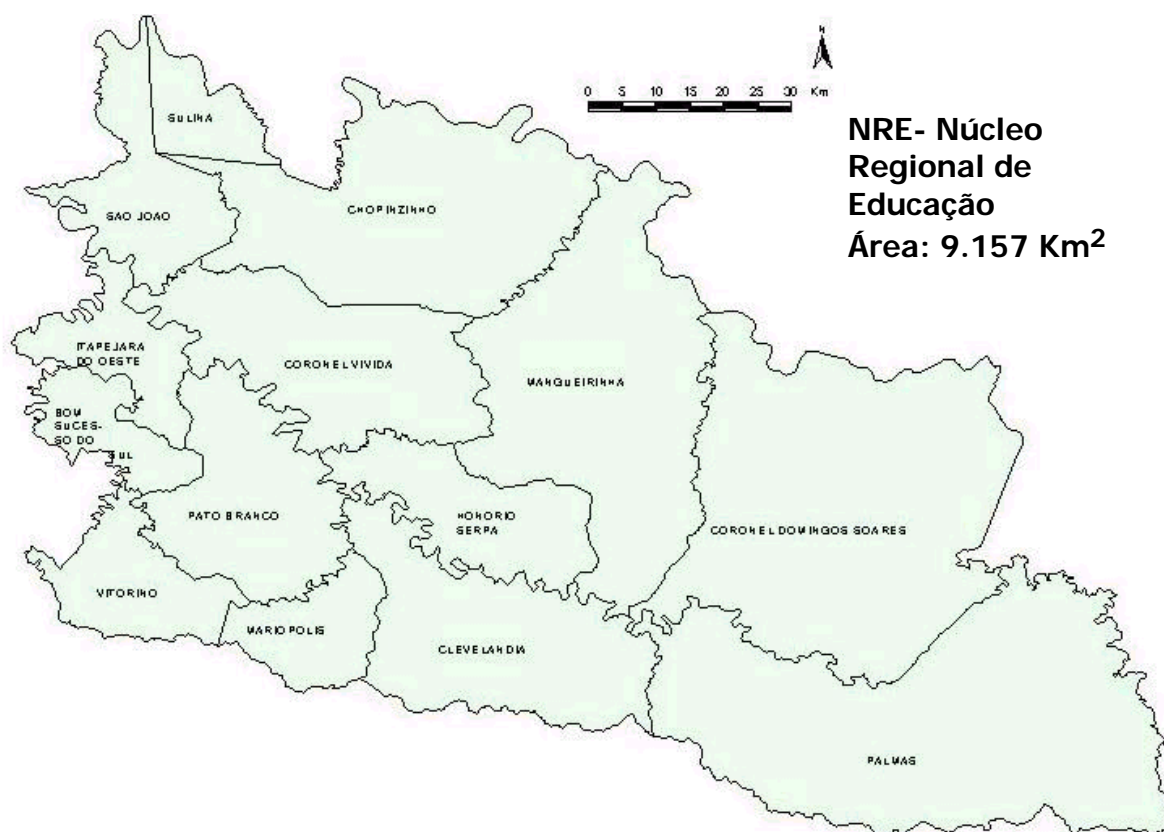 N
0 5 10 15 20 25 30 Km
NRE- Núcleo
Regional de
Educação
Área: 9.157 Km²
SULINA
SAO JOAO
CHOPINZINHO
ITAPEJARA
DO OESTE
CORONEL VIVIDA
MANGUEIRINHA
BOM
SUCES-
SO DO
SUL
PATO BRANCO
HONORIO
SERPA
CORONEL DOMINGOS SOARES
VITORINO
MARIOPOLIS
CLEVELANDIA
PALMAS